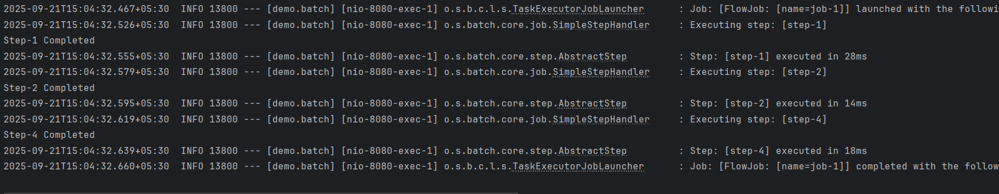 2025-09-21T15:04:32.467+05:30  INFO 13800 --- [demo.batch] [nio-8080-exec-1] o.s.b.c.l.s.TaskExecutorJobLauncher      : Job: [FlowJob: [name=job-1]] launched with the followi
2025-09-21T15:04:32.526+05:30  INFO 13800 --- [demo.batch] [nio-8080-exec-1] o.s.batch.core.job.SimpleStepHandler     : Executing step: [step-1]
Step-1 Completed
2025-09-21T15:04:32.555+05:30  INFO 13800 --- [demo.batch] [nio-8080-exec-1] o.s.batch.core.step.AbstractStep         : Step: [step-1] executed in 28ms
2025-09-21T15:04:32.579+05:30  INFO 13800 --- [demo.batch] [nio-8080-exec-1] o.s.batch.core.job.SimpleStepHandler     : Executing step: [step-2]
Step-2 Completed
2025-09-21T15:04:32.595+05:30  INFO 13800 --- [demo.batch] [nio-8080-exec-1] o.s.batch.core.step.AbstractStep         : Step: [step-2] executed in 14ms
2025-09-21T15:04:32.619+05:30  INFO 13800 --- [demo.batch] [nio-8080-exec-1] o.s.batch.core.job.SimpleStepHandler     : Executing step: [step-4]
Step-4 Completed
2025-09-21T15:04:32.639+05:30  INFO 13800 --- [demo.batch] [nio-8080-exec-1] o.s.batch.core.step.AbstractStep         : Step: [step-4] executed in 18ms
2025-09-21T15:04:32.660+05:30  INFO 13800 --- [demo.batch] [nio-8080-exec-1] o.s.b.c.l.s.TaskExecutorJobLauncher      : Job: [FlowJob: [name=job-1]] completed with the follow